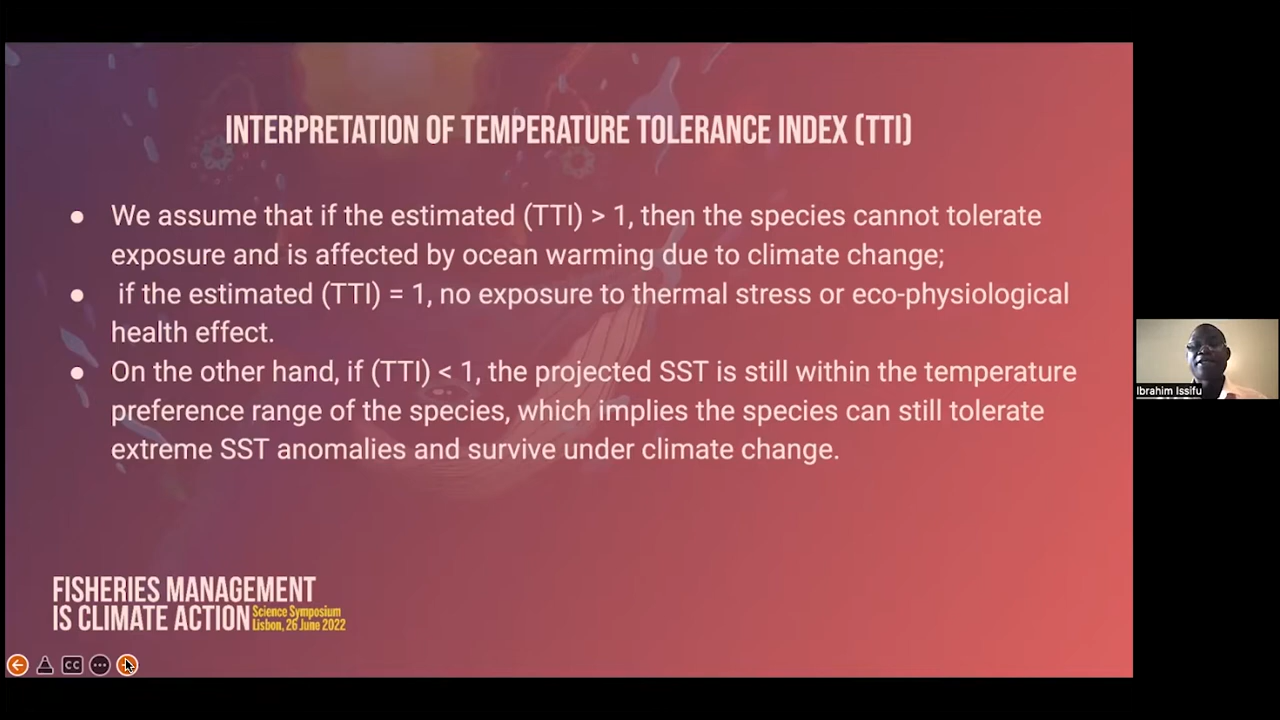 INTERPRETATION OF TEMPERATURE TOLERANCE INDEX (TTI)
● We assume that if the estimated (TTI) > 1, then the species cannot tolerate
exposure and is affected by ocean warming due to climate change;
● if the estimated (TTI) = 1, no exposure to thermal stress or eco-physiological
health effect.
● On the other hand, if (TTI) < 1, the projected SST is still within the temperature
preference range of the species, which implies the species can still tolerate
extreme SST anomalies and survive under climate change.
Ibrahim Issifu
FISHERIES MANAGEMENT
IS CLIMATE ACTION
Science Symposium
Lisbon, 26 June 2022
CC